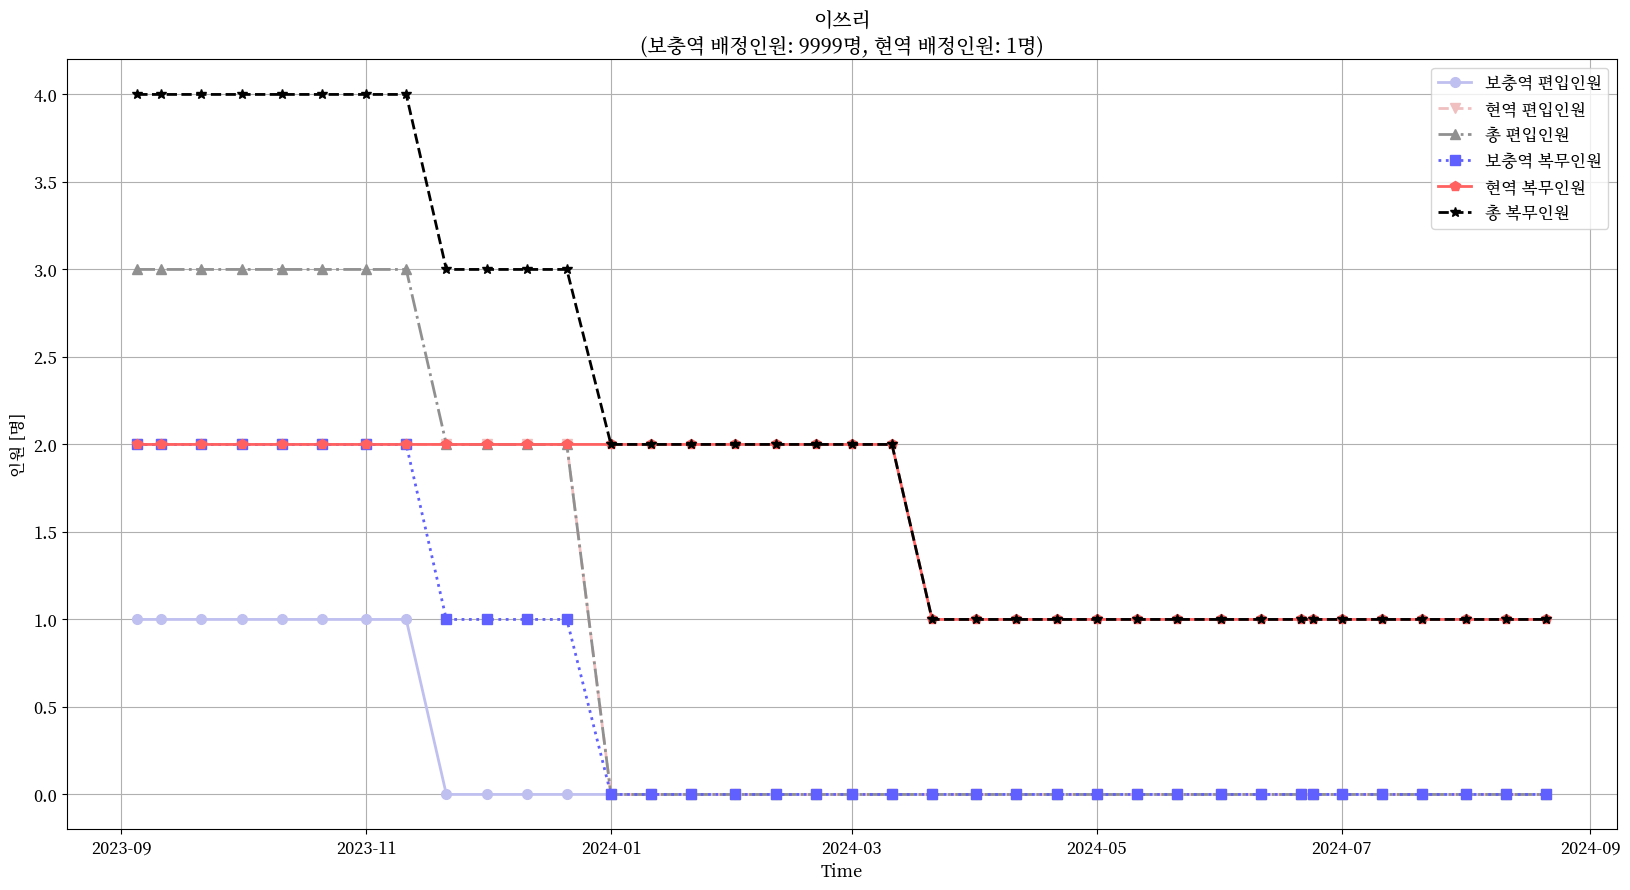 이쓰리
(보충역 배정인원: 9999명, 현역 배정인원: 1명)
보충역 편입인원
현역 편입인원
총 편입인원
보충역 복무인원
현역 복무인원
총 복무인원
4.0
3.5
3.0
2.5
2.0
1.5
1.0
0.5
0.0
인원 [명]
2023-09 2023-11 2024-01 2024-03 2024-05 2024-07 2024-09
Time